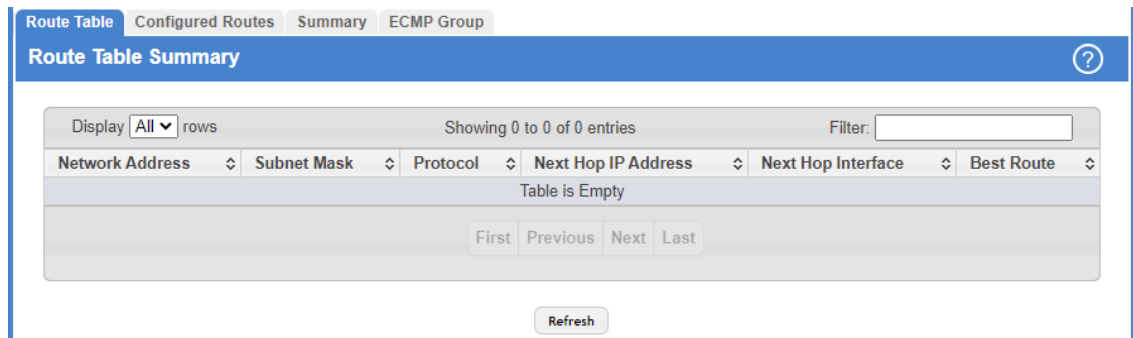 Route Table Configured Routes Summary ECMP Group
Route Table Summary ?
Display All rows Showing 0 to 0 of 0 entries Filter:
Network Address Subnet Mask Protocol Next Hop IP Address Next Hop Interface Best Route
Table is Empty
First Previous Next Last
Refresh